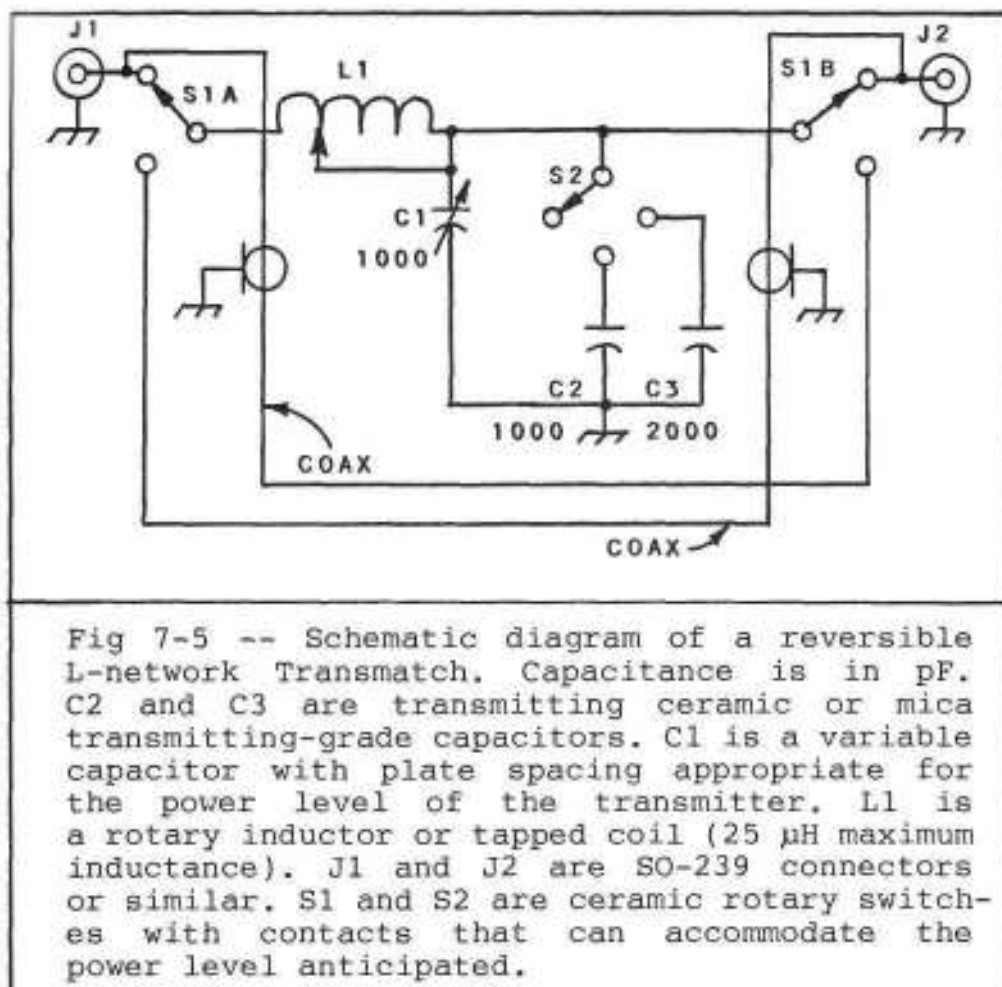 J1
J2
L1
S1A
S1B
S2
C1
1000
C2
C3
1000
2000
COAX
COAX
Fig 7-5 -- Schematic diagram of a reversible
L-network Transmatch. Capacitance is in pF.
C2 and C3 are transmitting ceramic or mica
transmitting-grade capacitors. C1 is a variable
capacitor with plate spacing appropriate for
the power level of the transmitter. L1 is
a rotary inductor or tapped coil (25 µH maximum
inductance). J1 and J2 are SO-239 connectors
or similar. S1 and S2 are ceramic rotary switch-
es with contacts that can accommodate the
power level anticipated.